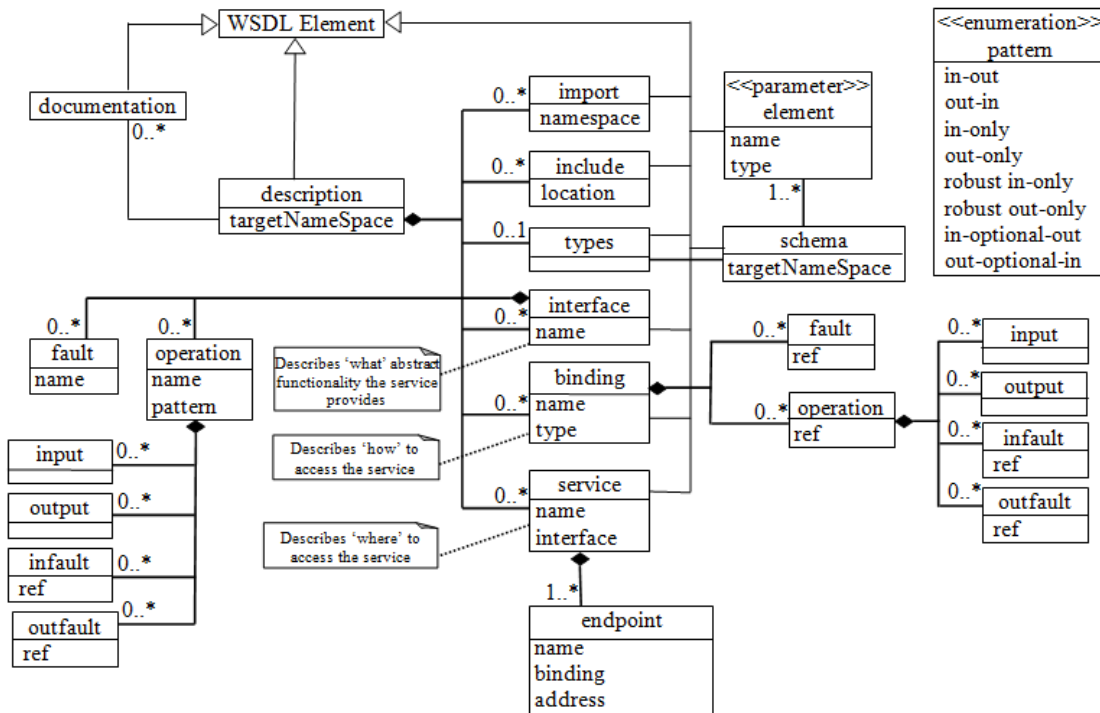 WSDL Element
<<enumeration>>
pattern
in-out
out-in
in-only
out-only
robust in-only
robust out-only
in-optional-out
out-optional-in
documentation
0..*
0..*
import
namespace
<<parameter>>
element
name
type
1..*
0..*
include
location
description
targetNameSpace
0..1
types
schema
targetNameSpace
0..*
interface
name
0..*
fault
name
0..*
operation
name
pattern
Describes 'what' abstract
functionality the service
provides
0..*
binding
name
type
Describes 'how' to
access the service
0..*
fault
ref
0..*
operation
ref
0..*
input
0..*
output
0..*
infault
ref
0..*
outfault
ref
input
0..*
output
0..*
infault
ref
0..*
outfault
ref
0..*
0..*
service
name
interface
Describes 'where' to
access the service
1..*
endpoint
name
binding
address